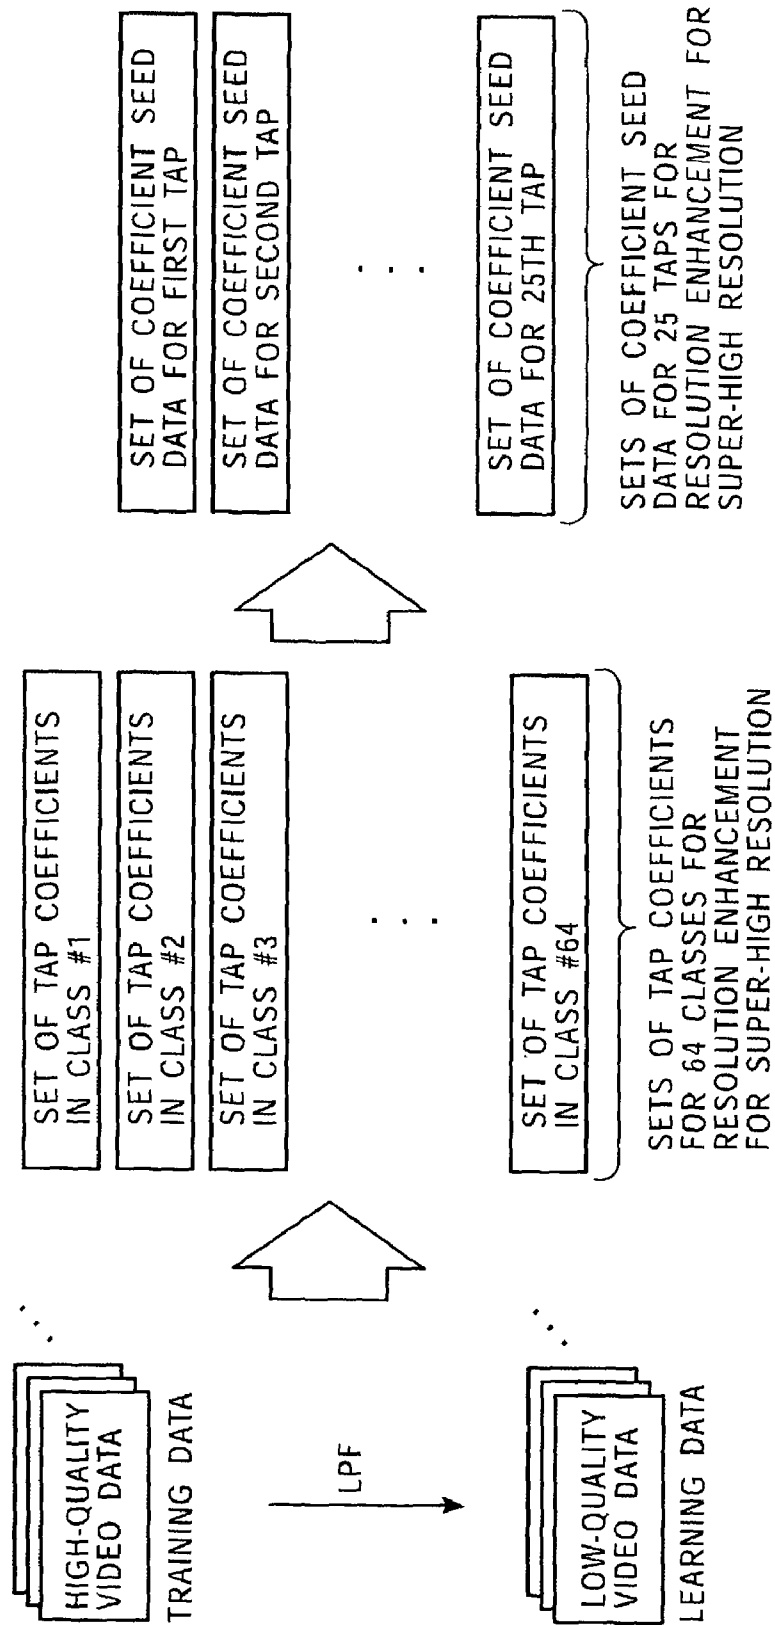 HIGH-QUALITY
VIDEO DATA
TRAINING DATA
LPF
LOW-QUALITY
VIDEO DATA
LEARNING DATA
SET OF TAP COEFFICIENTS
IN CLASS #1
SET OF TAP COEFFICIENTS
IN CLASS #2
SET OF TAP COEFFICIENTS
IN CLASS #3
. . .
SET OF TAP COEFFICIENTS
IN CLASS #64
SETS OF TAP COEFFICIENTS
FOR 64 CLASSES FOR
RESOLUTION ENHANCEMENT
FOR SUPER-HIGH RESOLUTION
SET OF COEFFICIENT SEED
DATA FOR FIRST TAP
SET OF COEFFICIENT SEED
DATA FOR SECOND TAP
. . .
SET OF COEFFICIENT SEED
DATA FOR 25TH TAP
SETS OF COEFFICIENT SEED
DATA FOR 25 TAPS FOR
RESOLUTION ENHANCEMENT FOR
SUPER-HIGH RESOLUTION